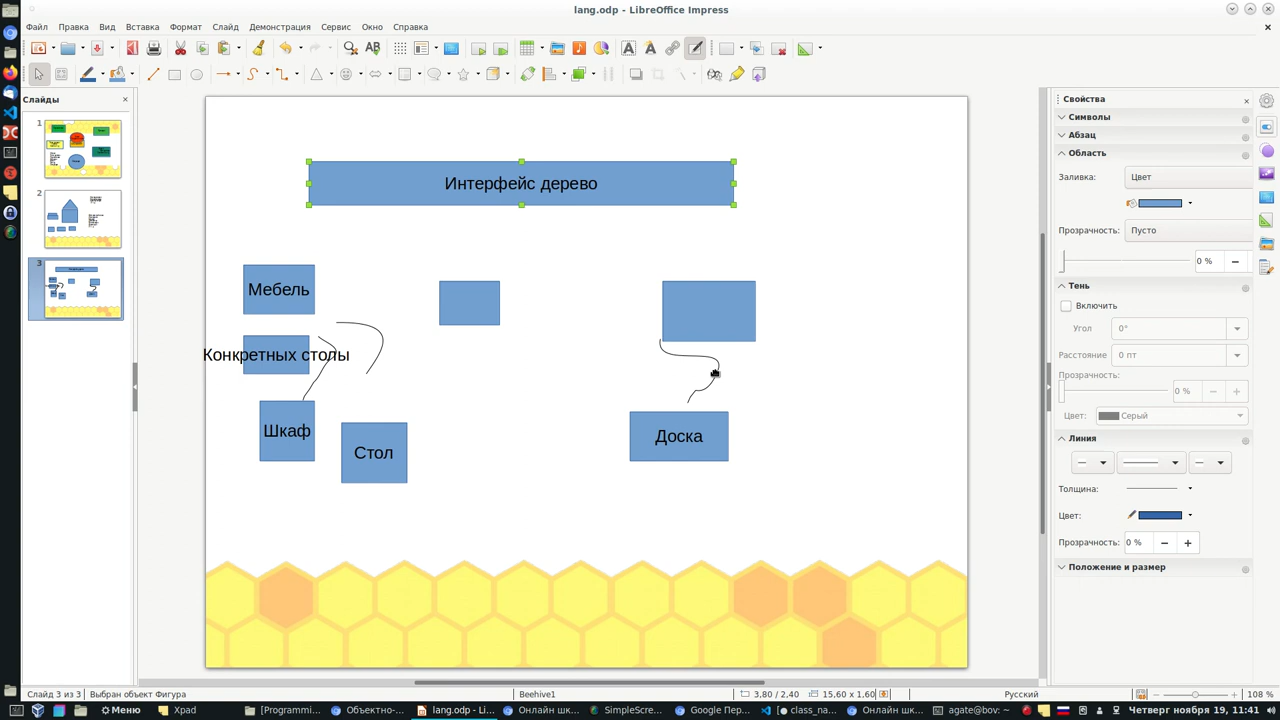 lang.odp - LibreOffice Impress
Файл Правка Вид Вставка Формат Слайд Демонстрация Сервис Окно Справка
Слайды
1
2
3
Интерфейс дерево
Мебель
Конкретных столы
Шкаф
Стол
Доска
Свойства
Символы
Абзац
Область
Заливка: Цвет
Прозрачность: Пусто
0 %
Тень
Включить
Угол 0°
Расстояние 0 пт
Прозрачность:
0 %
Цвет: Серый
Линия
Толщина:
Цвет:
Прозрачность: 0 %
Положение и размер
Слайд 3 из 3 Выбран объект Фигура Beehive1 3,80 / 2,40 15,60 x 1,60 Русский 108 %
Меню Xpad [Programmi... Объектно-... lang.odp - Li... Онлайн шк... SimpleScre... Google Пер... class_na... Онлайн шк... agate@bov: ... Четверг ноября 19, 11:41